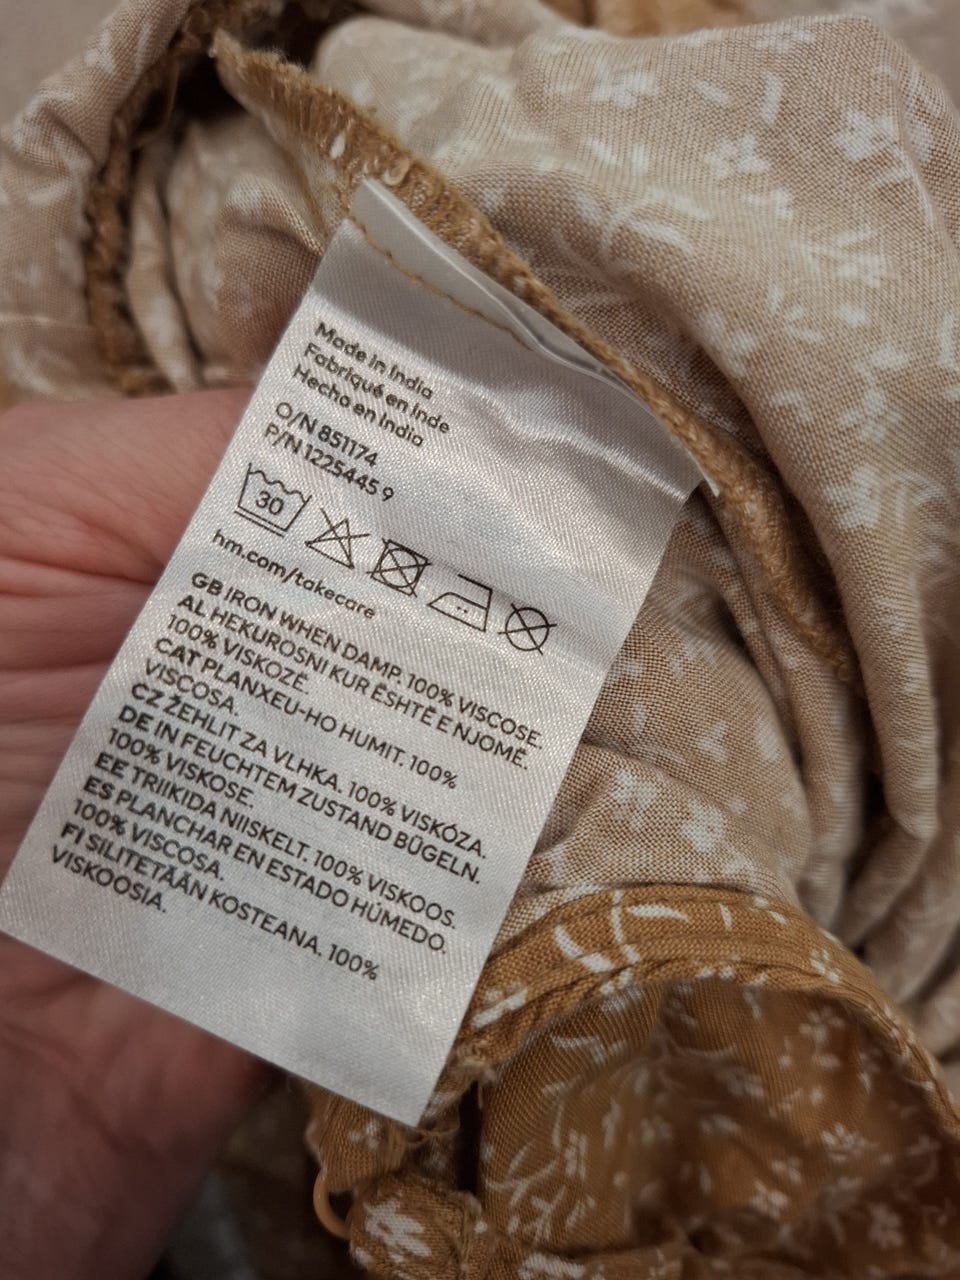 Made in India
Fabriqué en Inde
Hecho en India
O/N 851174
P/N 1225445 9
30
hm.com/takecare
GB IRON WHEN DAMP. 100% VISCOSE.
AL HEKUROSNI KUR ËSHTË E NJOMË.
100% VISKOZË.
CAT PLANXEU-HO HUMIT. 100%
VISCOSA.
CZ ŽEHLIT ZA VLHKA. 100% VISKÓZA.
DE IN FEUCHTEM ZUSTAND BÜGELN.
100% VISKOSE.
EE TRIIKIDA NIISKELT. 100% VISKOOS.
ES PLANCHAR EN ESTADO HÚMEDO.
100% VISCOSA.
FI SILITETÄÄN KOSTEANA. 100%
VISKOOSIA.